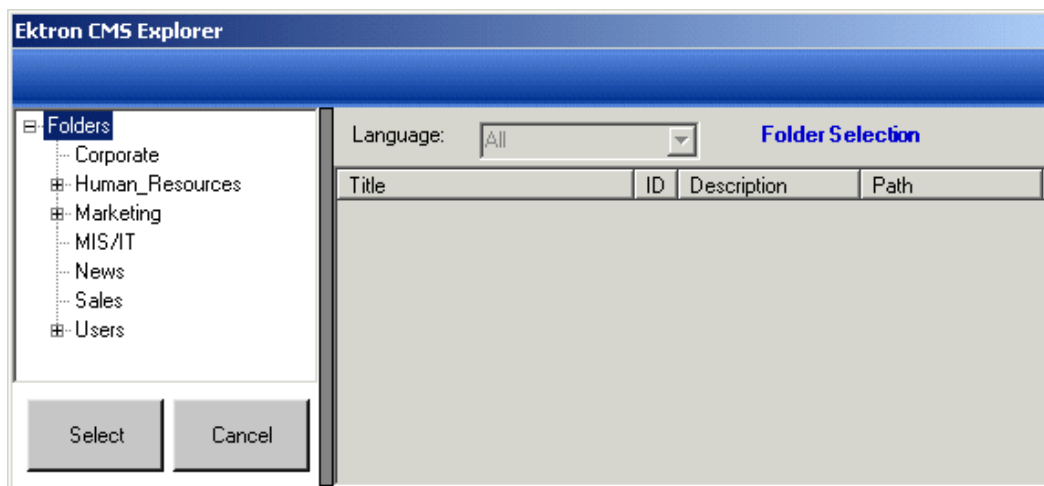 Ektron CMS Explorer
Folders
Corporate
Human_Resources
Marketing
MIS/IT
News
Sales
Users
Select Cancel
Language: All Folder Selection
Title ID Description Path